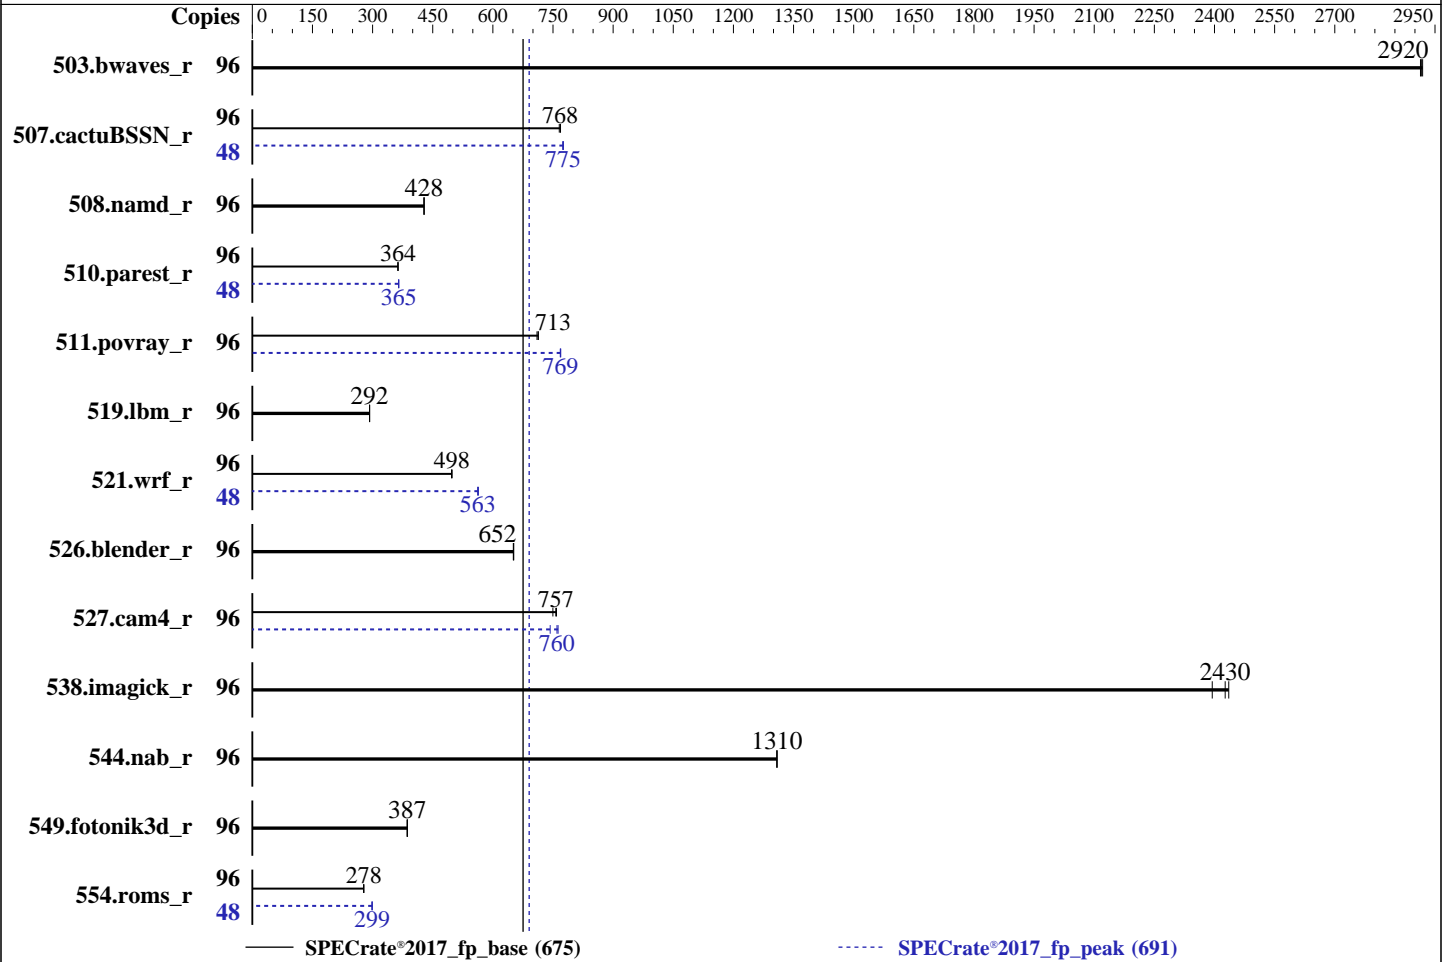 Copies 0 150 300 450 600 750 900 1050 1200 1350 1500 1650 1800 1950 2100 2250 2400 2550 2700 2950
503.bwaves_r 96 2920
507.cactuBSSN_r 96 768
48 775
508.namd_r 96 428
510.parest_r 96 364
48 365
511.povray_r 96 713
769
519.lbm_r 96 292
521.wrf_r 96 498
48 563
526.blender_r 96 652
527.cam4_r 96 757
760
538.imagick_r 96 2430
544.nab_r 96 1310
549.fotonik3d_r 96 387
554.roms_r 96 278
48 299
SPECrate®2017_fp_base (675) SPECrate®2017_fp_peak (691)